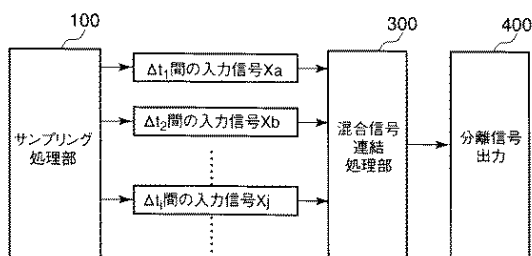 100
300
400
Δt₁間の入力信号Xa
Δt₂間の入力信号Xb
Δtᵢ間の入力信号Xj
サンプリング
処理部
混合信号
連結
処理部
分離信号
出力